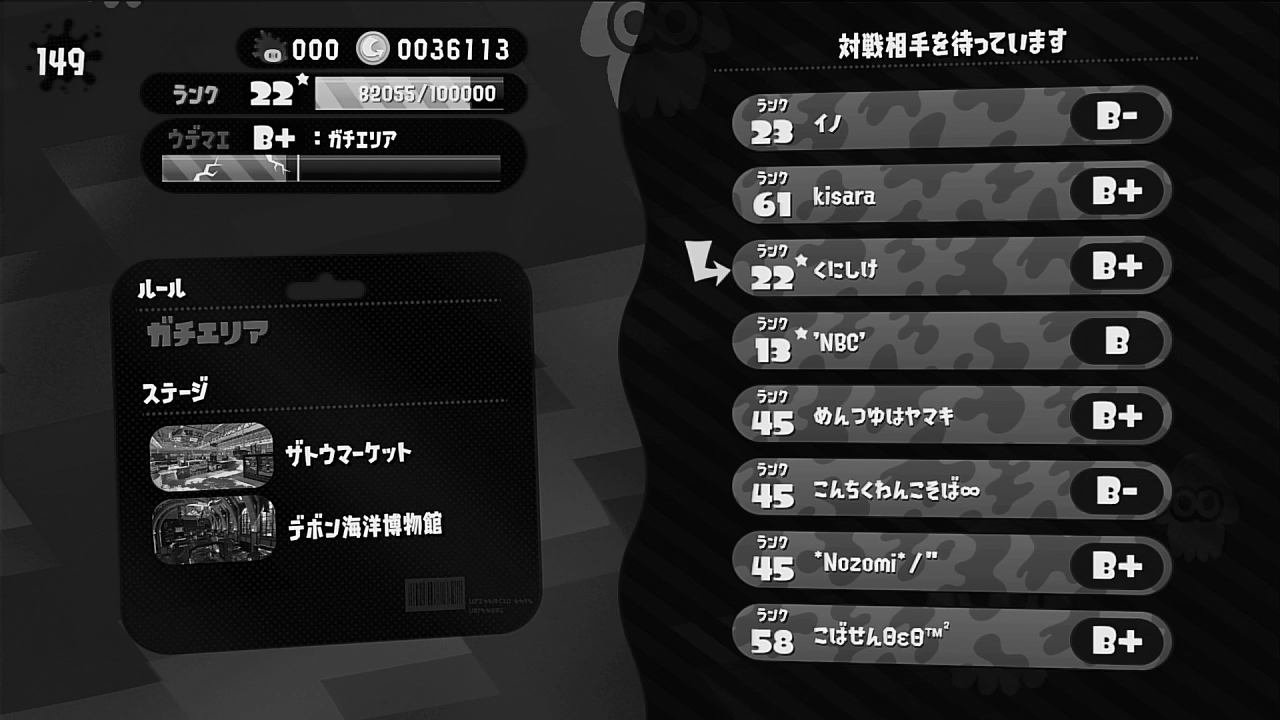 149
000 0036113
ランク 22 82055/100000
ウデマエ B+ :ガチエリア
ルール
ガチエリア
ステージ
ザトウマーケット
デボン海洋博物館
対戦相手を待っています
ランク 23 イノ B-
ランク 61 kisara B+
ランク 22 くにしけ B+
ランク 13 'NBC' B
ランク 45 めんつゆはヤマキ B+
ランク 45 こんちくわんこそば∞ B-
ランク 45 *Nozomi*/" B+
ランク 58 こばせんθεθ™² B+